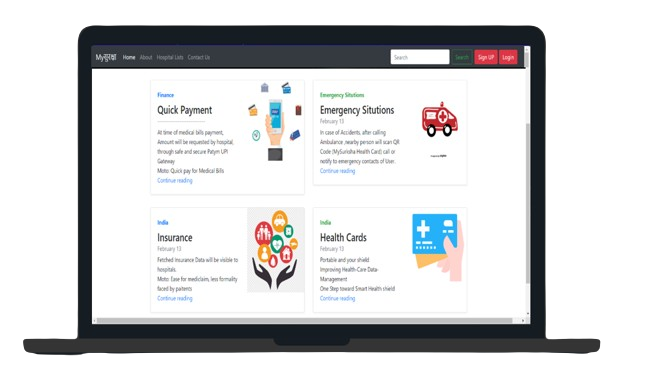 Mयसुरक्षा Home About Hospital Lists Contact Us Search Search Sign UP Login
Finance
Quick Payment
At time of medical bills payment,
Amount will be requested by hospital,
through safe and secure Patym UPI
Gateway
Moto: Quick pay for Medical Bills
Continue reading
Emergency Situtions
Emergency Situtions
February 13
In case of Accidents, after calling
Ambulance ,nearby person will scan QR
Code (MySurksha Health Card) call or
notify to emergency contacts of User.
Continue reading
India
Insurance
February 13
Fetched Insurance Data will be visible to
hospitals.
Moto: Ease for mediclaim, less formality
faced by patients
Continue reading
India
Health Cards
February 13
Portable and your shield
Improving Health-Care Data-
Management
One Step toward Smart Health shield
Continue reading